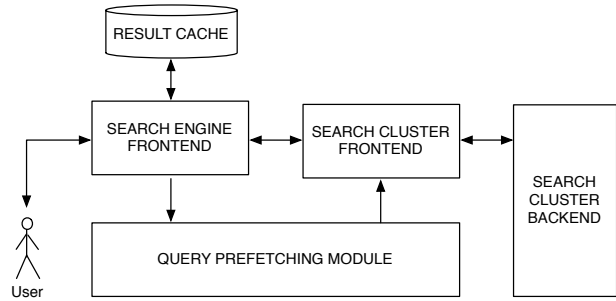 RESULT CACHE
SEARCH ENGINE
FRONTEND
SEARCH CLUSTER
FRONTEND
SEARCH
CLUSTER
BACKEND
QUERY PREFETCHING MODULE
User